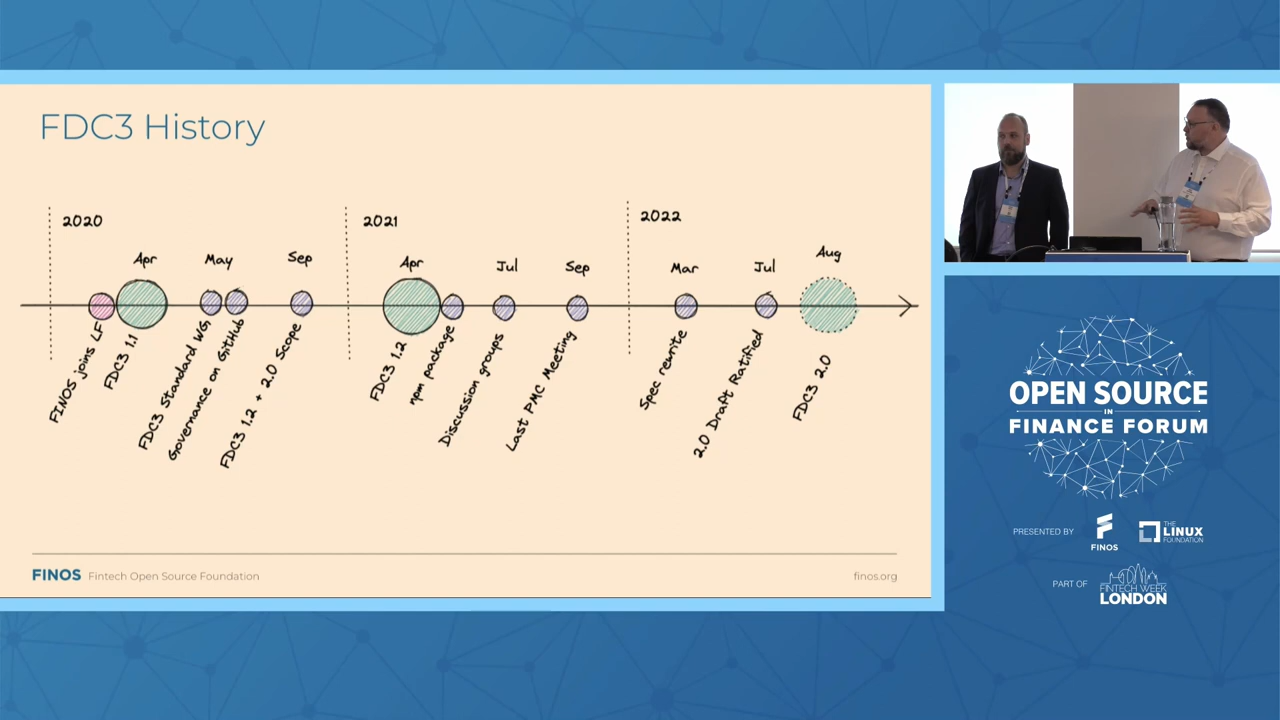 FDC3 History
2020
2021
2022
Apr
May
Sep
Apr
Jul
Sep
Mar
Jul
Aug
FINOS joins LF
FDC3 1.1
FDC3 Standard WG,
Governance on GitHub
FDC3 1.2 + 2.0 Scope
FDC3 1.2
npm package
Discussion groups
Last PMC Meeting
Spec rewrite
2.0 Draft Ratified
FDC3 2.0
FINOS Fintech Open Source Foundation
finos.org
OPEN SOURCE
IN
FINANCE FORUM
PRESENTED BY
FINOS
THE
LINUX
FOUNDATION
PART OF
FINTECH WEEK
LONDON